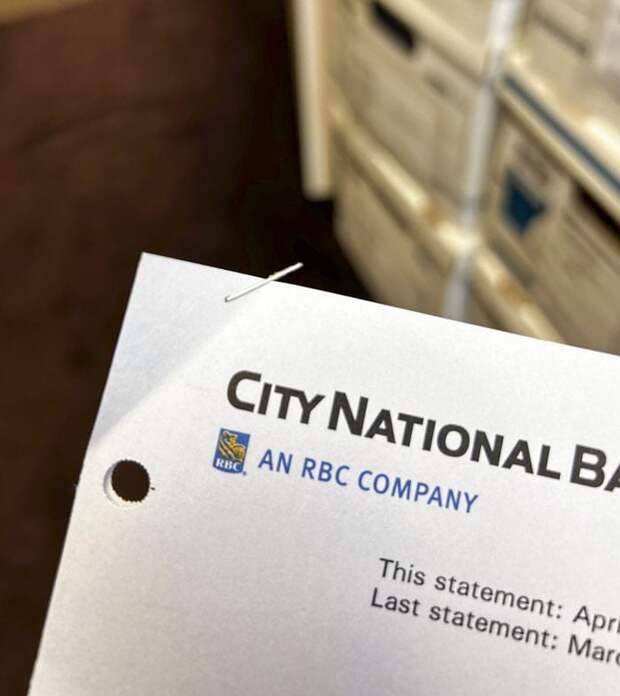 CITY NATIONAL BA
RBC
AN RBC COMPANY
This statement: Apri
Last statement: Marc